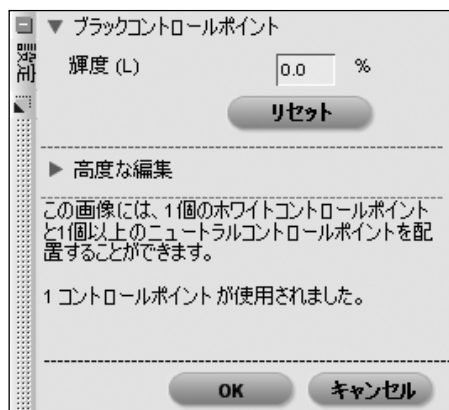 ▼ ブラックコントロールポイント
設定
輝度 (L) 0.0 %
リセット
▶ 高度な編集
この画像には、1個のホワイトコントロールポイント
と1個以上のニュートラルコントロールポイントを配
置することができます。
1 コントロールポイント が使用されました。
OK キャンセル